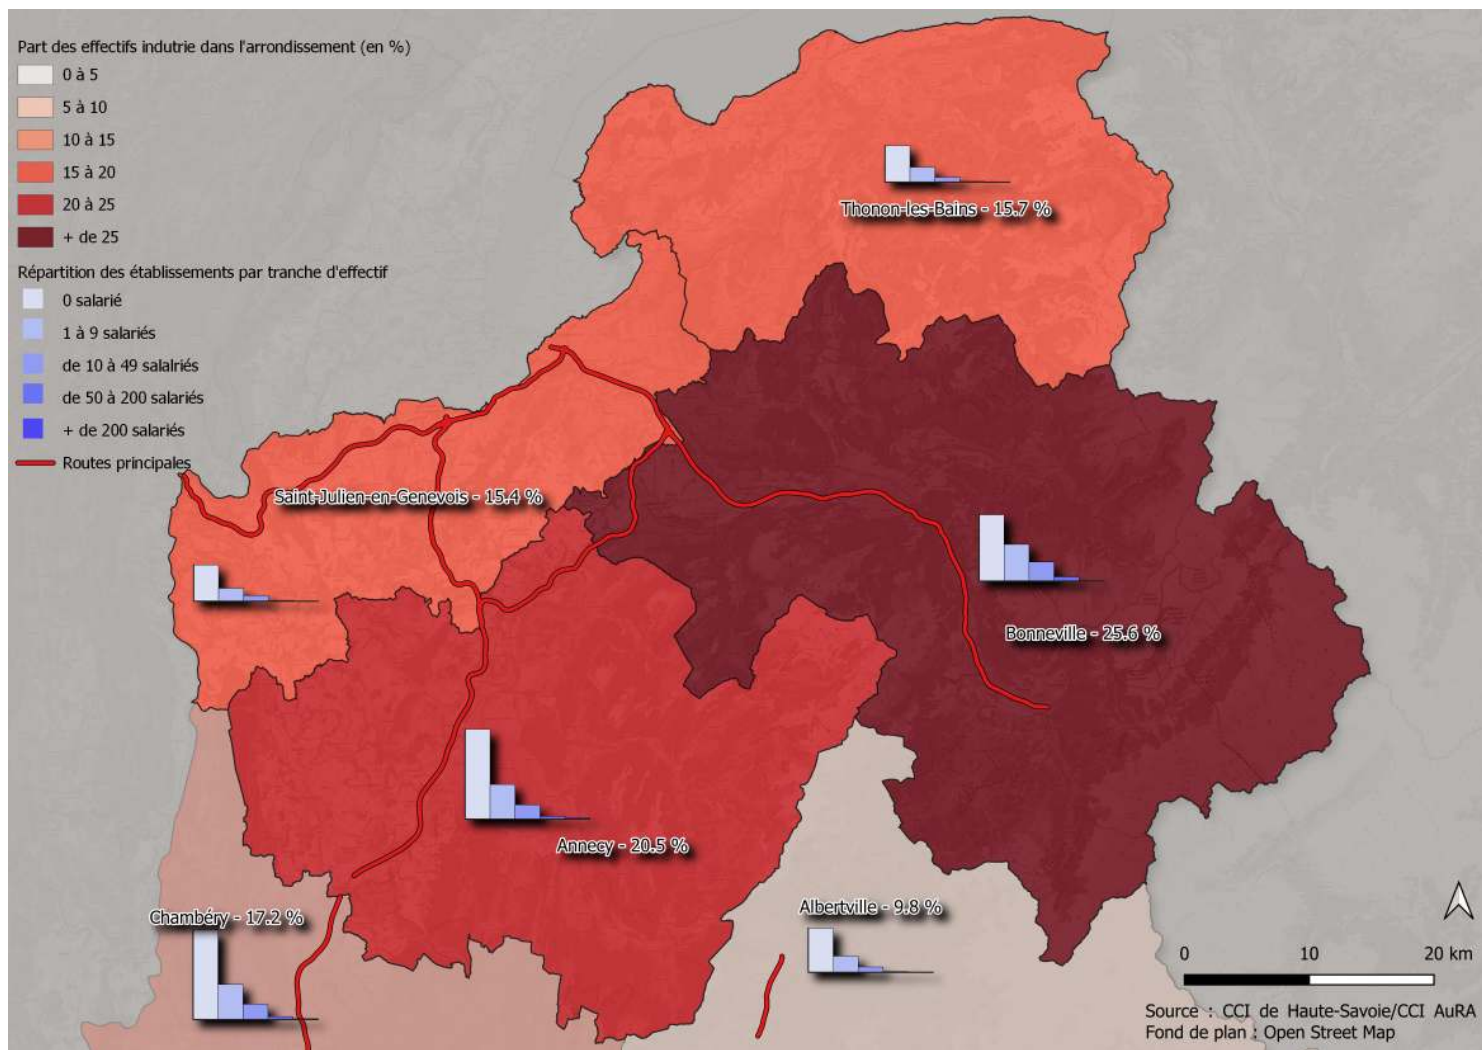 Part des effectifs indutrie dans l'arrondissement (en %)
0 à 5
5 à 10
10 à 15
15 à 20
20 à 25
+ de 25
Répartition des établissements par tranche d'effectif
0 salarié
1 à 9 salariés
de 10 à 49 salalriés
de 50 à 200 salariés
+ de 200 salariés
Routes principales
Thonon-les-Bains - 15.7 %
Saint-Julien-en-Genevois - 15.4 %
Bonneville - 25.6 %
Annecy - 20.5 %
Chambéry - 17.2 %
Albertville - 9.8 %
0 10 20 km
Source : CCI de Haute-Savoie/CCI AuRA
Fond de plan : Open Street Map